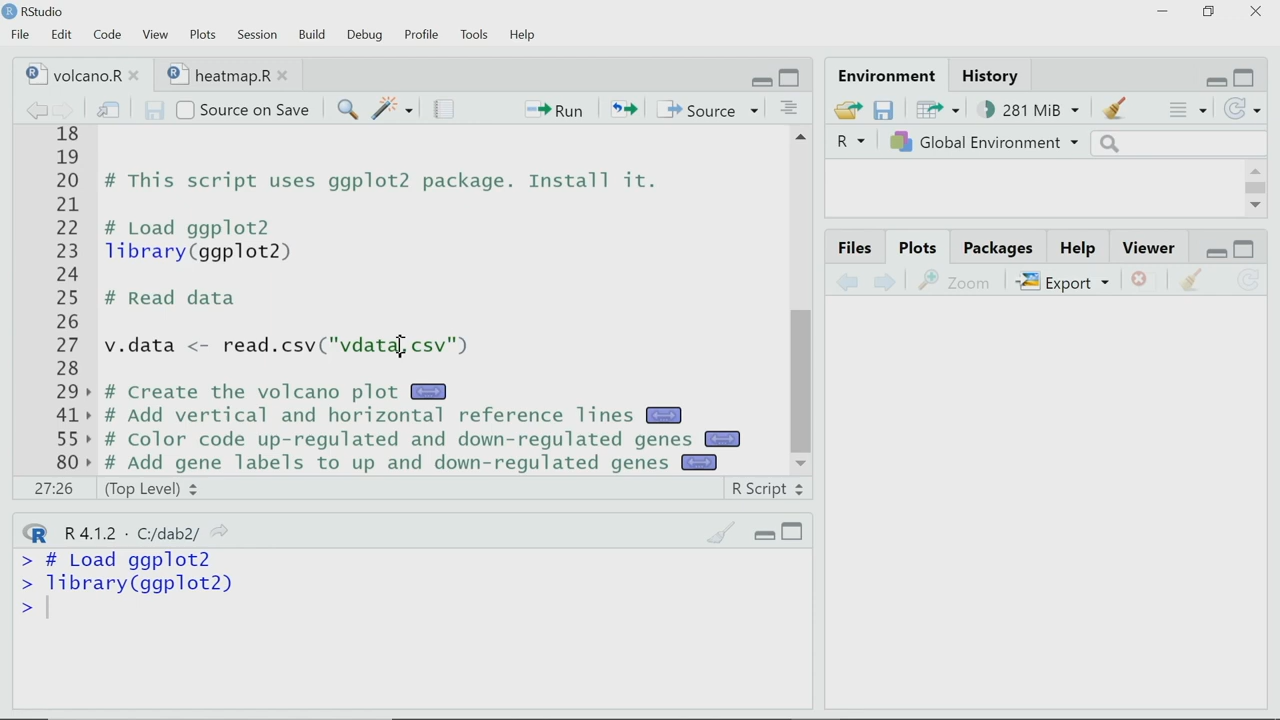 RStudio
File Edit Code View Plots Session Build Debug Profile Tools Help
volcano.R heatmap.R
Source on Save Run Source
18
19
20 # This script uses ggplot2 package. Install it.
21
22 # Load ggplot2
23 library(ggplot2)
24
25 # Read data
26
27 v.data <- read.csv("vdata.csv")
28
29 # Create the volcano plot
41 # Add vertical and horizontal reference lines
55 # Color code up-regulated and down-regulated genes
80 # Add gene labels to up and down-regulated genes
27:26 (Top Level) R Script
R 4.1.2 · C:/dab2/
> # Load ggplot2
> library(ggplot2)
>
Environment History
281 MiB
R Global Environment
Files Plots Packages Help Viewer
Zoom Export